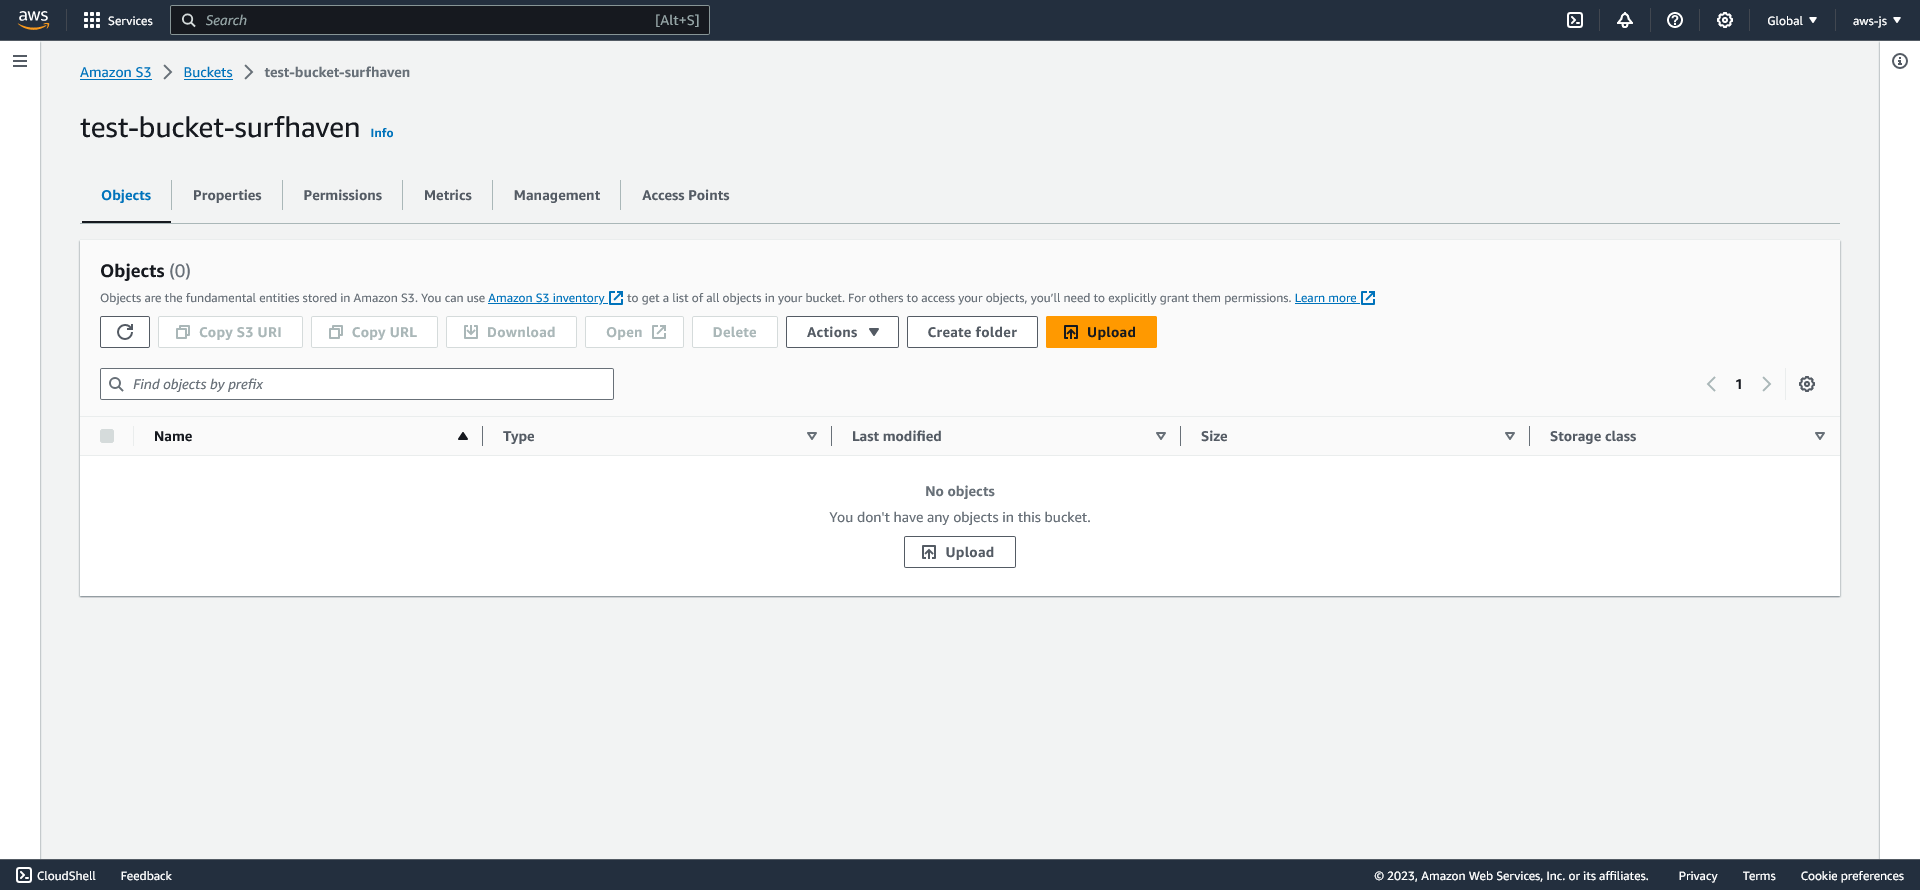 aws Services Search [Alt+S] Global aws-js
Amazon S3 Buckets test-bucket-surfhaven
test-bucket-surfhaven Info
Objects Properties Permissions Metrics Management Access Points
Objects (0)
Objects are the fundamental entities stored in Amazon S3. You can use Amazon S3 inventory to get a list of all objects in your bucket. For others to access your objects, you'll need to explicitly grant them permissions. Learn more
Copy S3 URI Copy URL Download Open Delete Actions Create folder Upload
Find objects by prefix 1
Name Type Last modified Size Storage class
No objects
You don't have any objects in this bucket.
Upload
CloudShell Feedback © 2023, Amazon Web Services, Inc. or its affiliates. Privacy Terms Cookie preferences